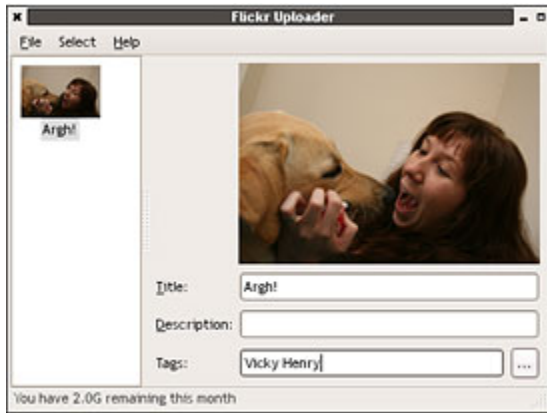 Flickr Uploader
File Select Help
Argh!
Title: Argh!
Description:
Tags: Vicky Henry ...
You have 2.0G remaining this month